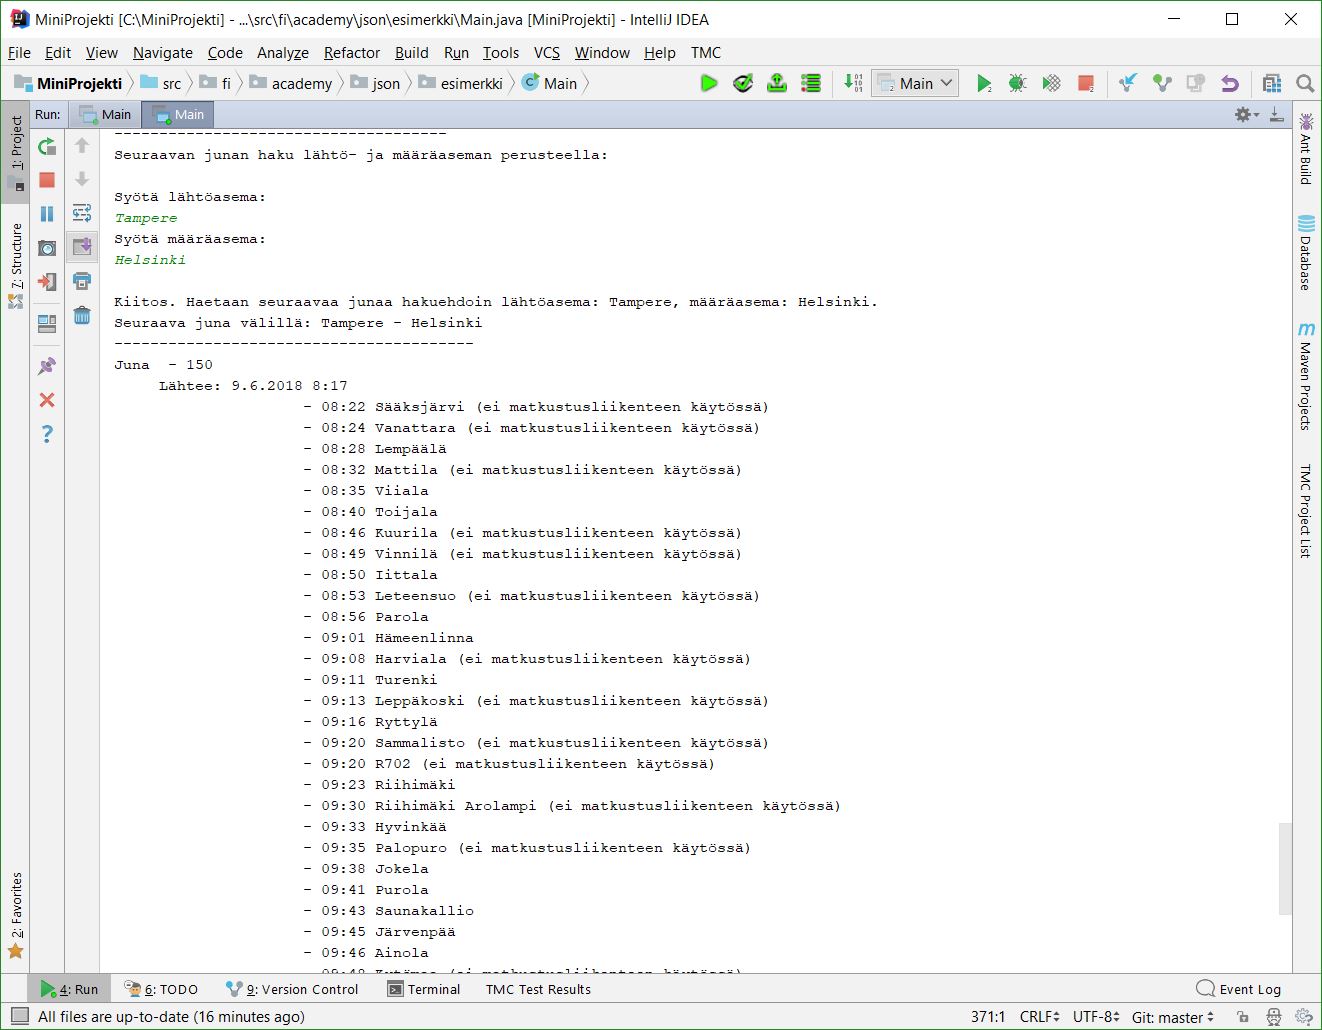 MiniProjekti [C:\MiniProjekti] - ...\src\fi\academy\json\esimerkki\Main.java [MiniProjekti] - IntelliJ IDEA
File Edit View Navigate Code Analyze Refactor Build Run Tools VCS Window Help TMC
MiniProjekti src fi academy json esimerkki Main Main
Run: Main Main
1: Project
7: Structure
2: Favorites
-------------------------------------
Seuraavan junan haku lähtö- ja määräaseman perusteella:
Syötä lähtöasema:
Tampere
Syötä määräasema:
Helsinki
Kiitos. Haetaan seuraavaa junaa hakuehdoin lähtöasema: Tampere, määräasema: Helsinki.
Seuraava juna välillä: Tampere - Helsinki
----------------------------------------
Juna  - 150
Lähtee: 9.6.2018 8:17
- 08:22 Sääksjärvi (ei matkustusliikenteen käytössä)
- 08:24 Vanattara (ei matkustusliikenteen käytössä)
- 08:28 Lempäälä
- 08:32 Mattila (ei matkustusliikenteen käytössä)
- 08:35 Viiala
- 08:40 Toijala
- 08:46 Kuurila (ei matkustusliikenteen käytössä)
- 08:49 Vinnilä (ei matkustusliikenteen käytössä)
- 08:50 Iittala
- 08:53 Leteensuo (ei matkustusliikenteen käytössä)
- 08:56 Parola
- 09:01 Hämeenlinna
- 09:08 Harviala (ei matkustusliikenteen käytössä)
- 09:11 Turenki
- 09:13 Leppäkoski (ei matkustusliikenteen käytössä)
- 09:16 Ryttylä
- 09:20 Sammalisto (ei matkustusliikenteen käytössä)
- 09:20 R702 (ei matkustusliikenteen käytössä)
- 09:23 Riihimäki
- 09:30 Riihimäki Arolampi (ei matkustusliikenteen käytössä)
- 09:33 Hyvinkää
- 09:35 Palopuro (ei matkustusliikenteen käytössä)
- 09:38 Jokela
- 09:41 Purola
- 09:43 Saunakallio
- 09:45 Järvenpää
- 09:46 Ainola
Ant Build
Database
Maven Projects
TMC Project List
4: Run 6: TODO 9: Version Control Terminal TMC Test Results Event Log
All files are up-to-date (16 minutes ago) 371:1 CRLF UTF-8 Git: master